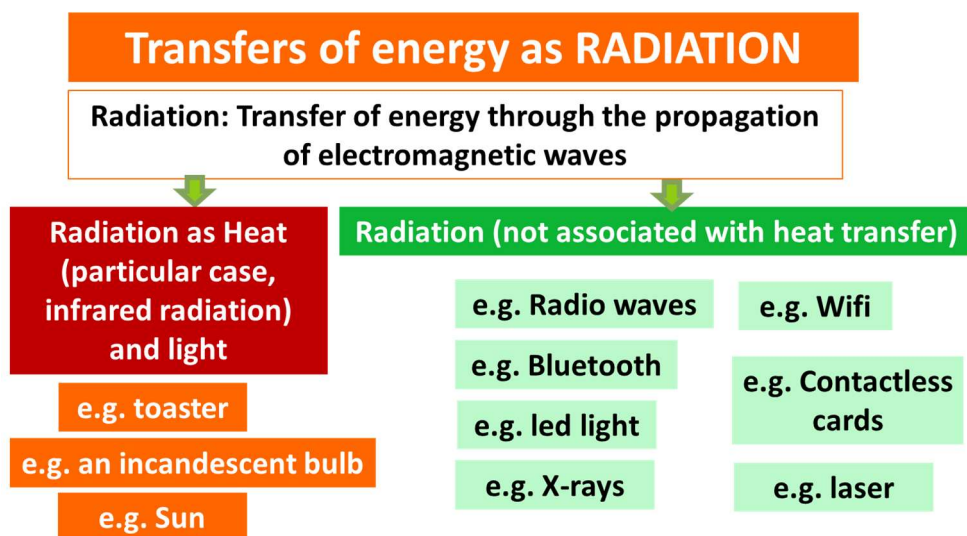 Transfers of energy as RADIATION
Radiation: Transfer of energy through the propagation
of electromagnetic waves
Radiation as Heat
(particular case,
infrared radiation)
and light
e.g. toaster
e.g. an incandescent bulb
e.g. Sun
Radiation (not associated with heat transfer)
e.g. Radio waves
e.g. Bluetooth
e.g. led light
e.g. X-rays
e.g. Wifi
e.g. Contactless
cards
e.g. laser